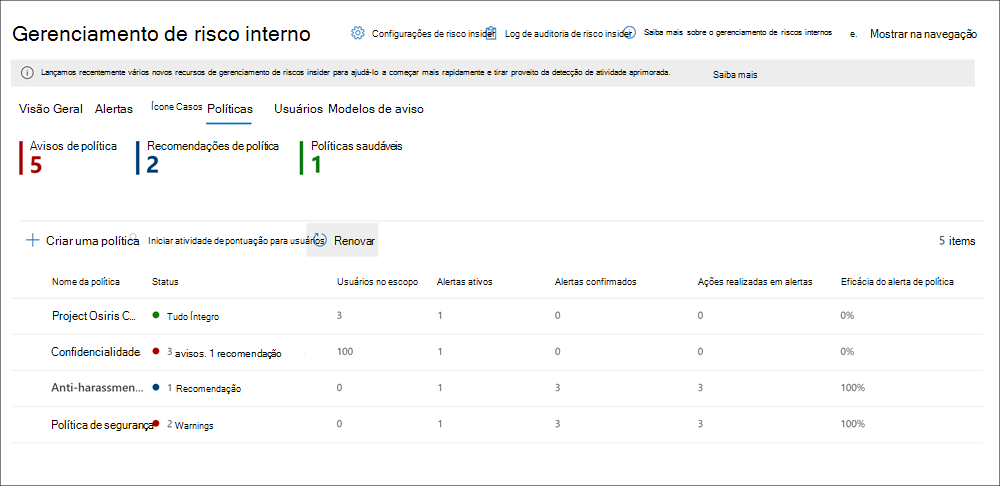 Gerenciamento de risco interno Configurações de risco insider Log de auditoria de risco insider Saiba mais sobre o gerenciamento de riscos internos e. Mostrar na navegação
Lançamos recentemente vários novos recursos de gerenciamento de riscos insider para ajudá-lo a começar mais rapidamente e tirar proveito da detecção de atividade aprimorada. Saiba mais
Visão Geral Alertas Ícone Casos Políticas Usuários Modelos de aviso
Avisos de política Recomendações de política Políticas saudáveis
5 2 1
Criar uma política Iniciar atividade de pontuação para usuários Renovar 5 items
Nome da política Status Usuários no escopo Alertas ativos Alertas confirmados Ações realizadas em alertas Eficácia do alerta de política
Project Osiris C... Tudo Íntegro 3 1 0 0 0%
Confidencialidade 3 avisos. 1 recomendação 100 1 0 0 0%
Anti-harassmen... 1 Recomendação 0 1 3 3 100%
Política de segurança 2 Warnings 0 1 3 3 100%